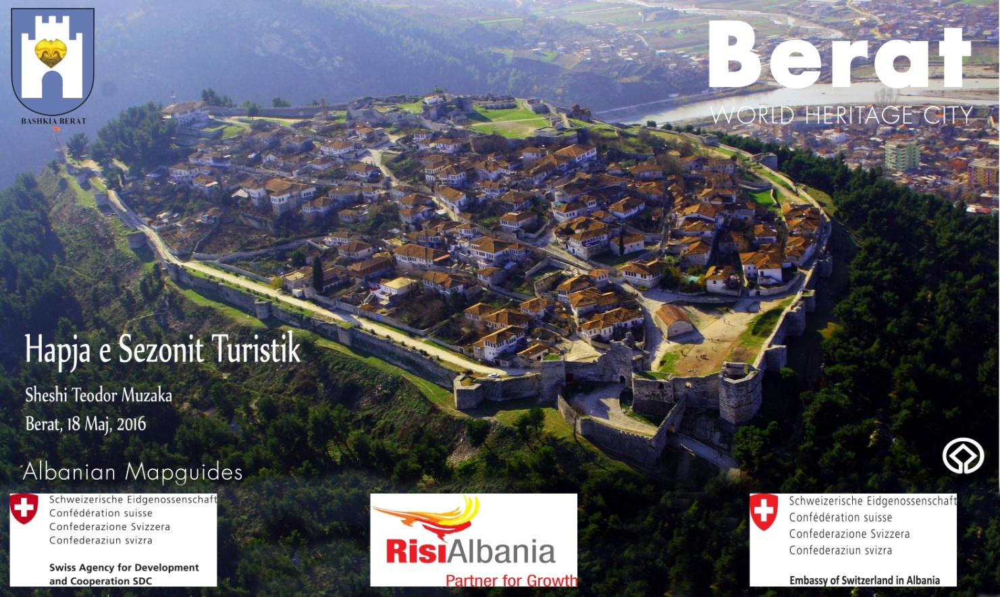 BASHKIA BERAT
Berat
WORLD HERITAGE CITY
Hapja e Sezonit Turistik
Sheshi Teodor Muzaka
Berat, 18 Maj, 2016
Albanian Mapguides
Schweizerische Eidgenossenschaft
Confédération suisse
Confederazione Svizzera
Confederaziun svizra
Swiss Agency for Development
and Cooperation SDC
RisiAlbania
Partner for Growth
Schweizerische Eidgenossenschaft
Confédération suisse
Confederazione Svizzera
Confederaziun svizra
Embassy of Switzerland in Albania